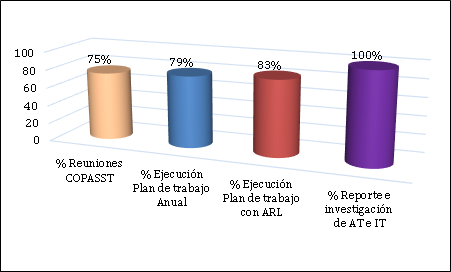 100
80
60
40
20
0
75%
79%
83%
100%
% Reuniones
COPASST
% Ejecución
Plan de trabajo
Anual
% Ejecución
Plan de trabajo
con ARL
% Reporte e
investigación
de AT e IT